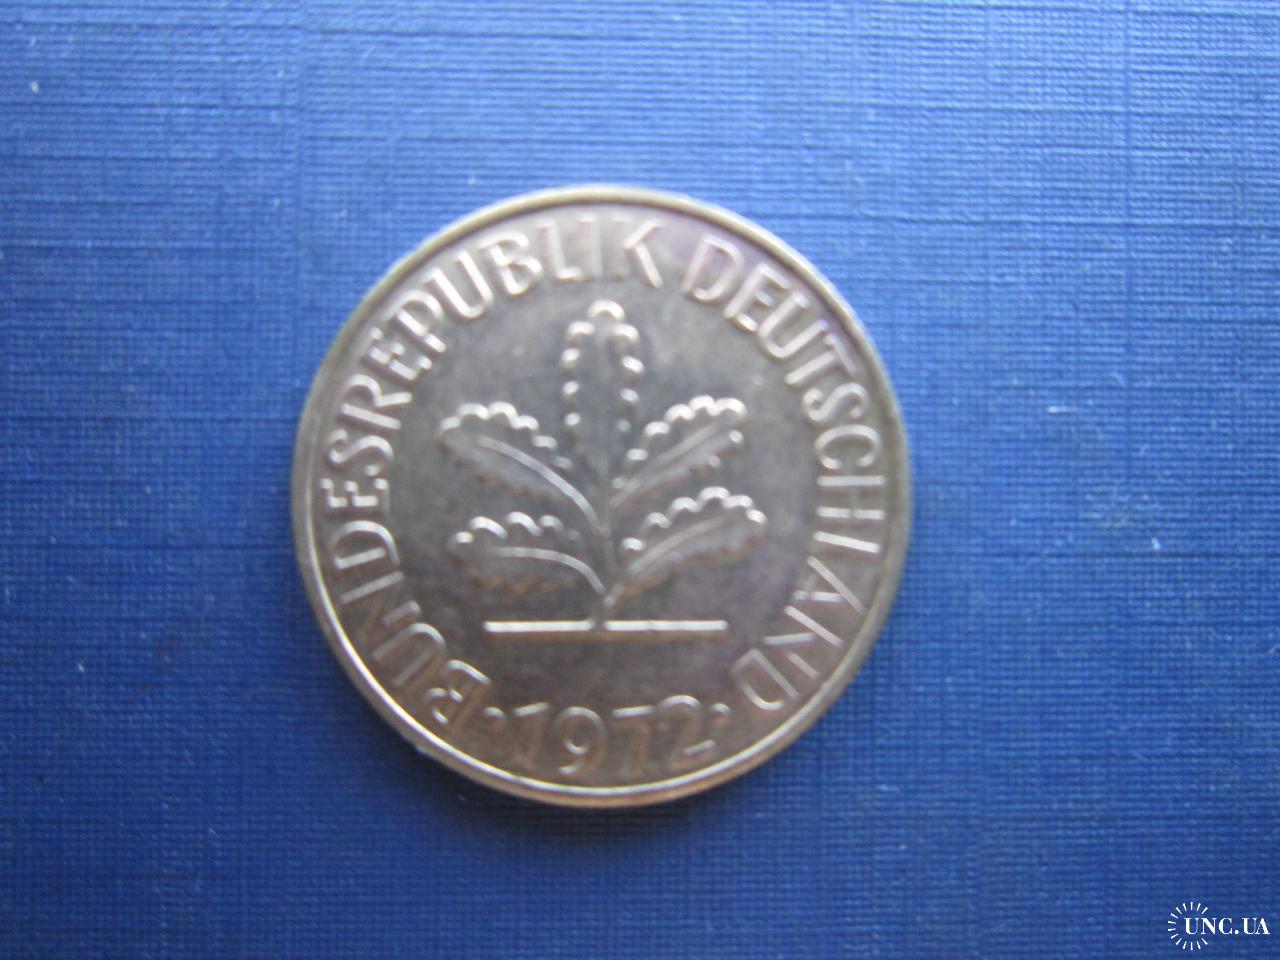 BUNDESREPUBLIK DEUTSCHLAND
· 1972 ·
UNC.UA